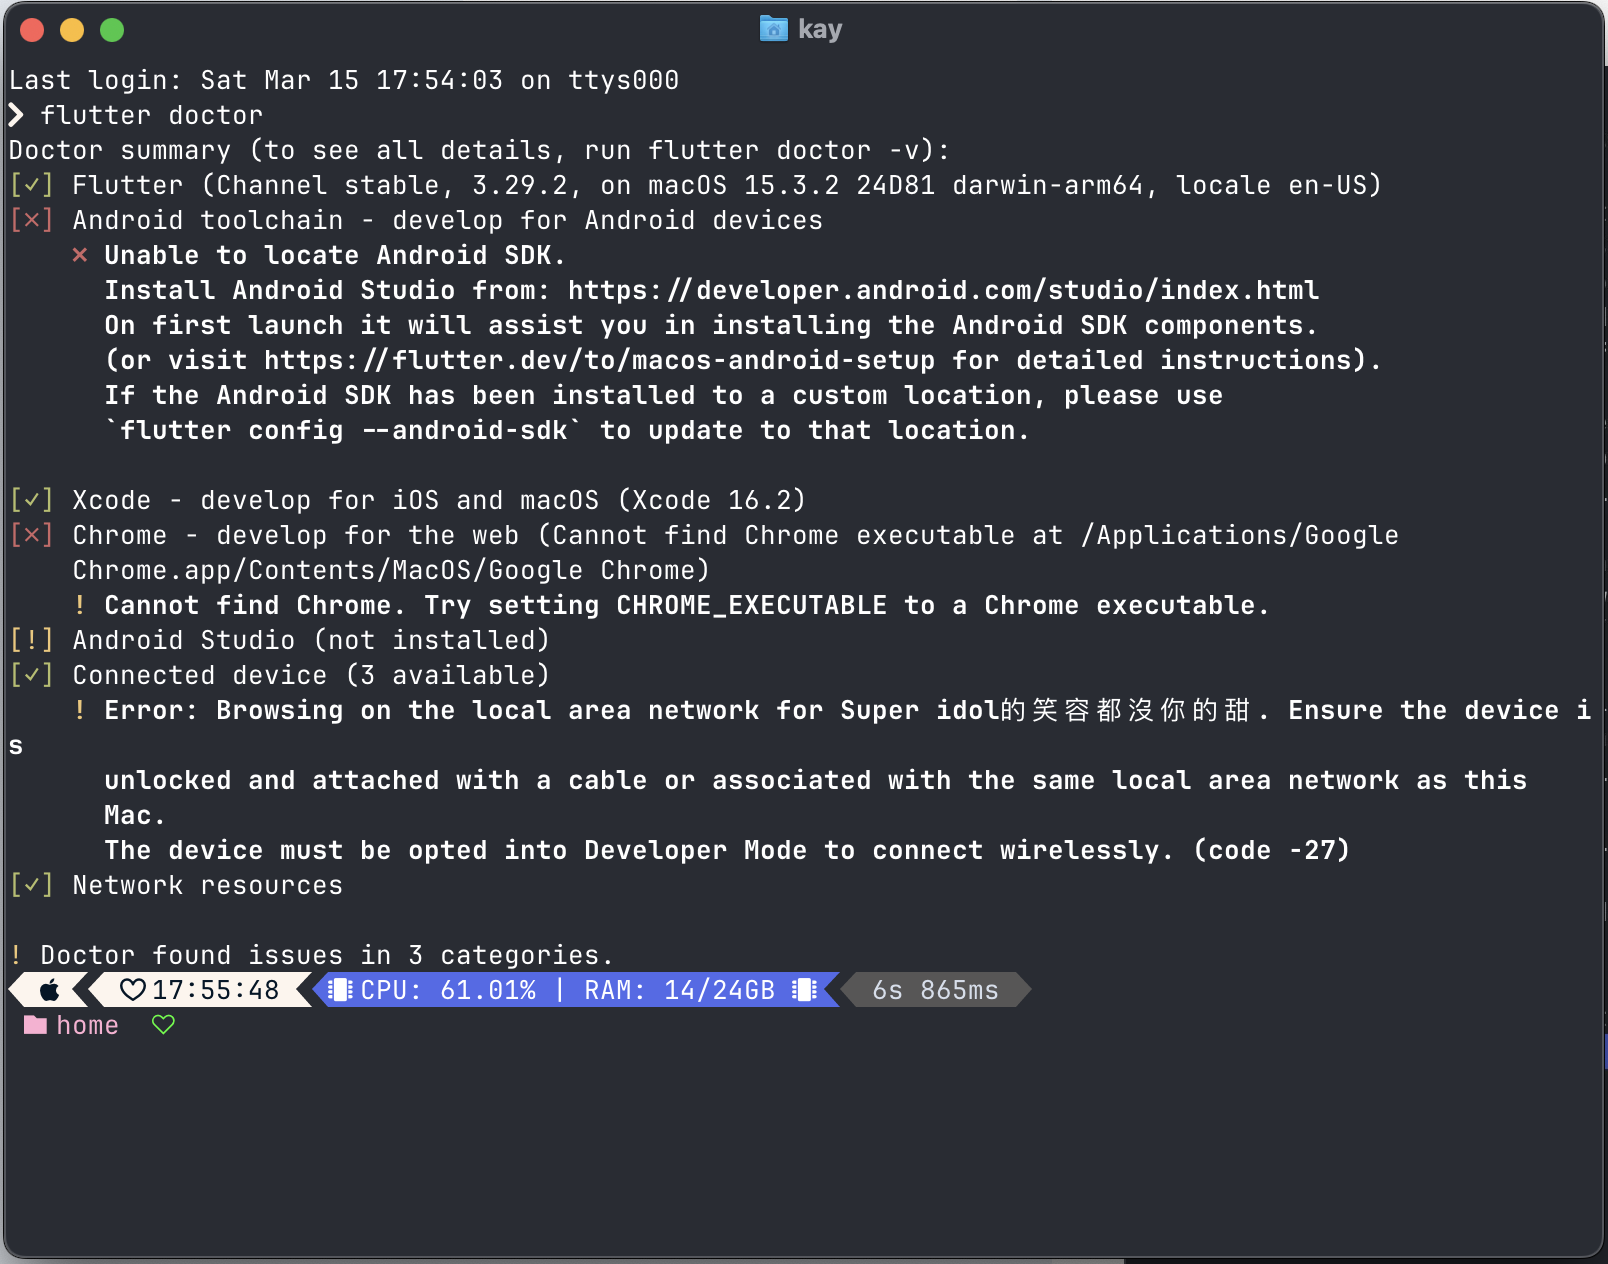 kay
Last login: Sat Mar 15 17:54:03 on ttys000
❯ flutter doctor
Doctor summary (to see all details, run flutter doctor -v):
[✓] Flutter (Channel stable, 3.29.2, on macOS 15.3.2 24D81 darwin-arm64, locale en-US)
[✗] Android toolchain - develop for Android devices
✗ Unable to locate Android SDK.
Install Android Studio from: https://developer.android.com/studio/index.html
On first launch it will assist you in installing the Android SDK components.
(or visit https://flutter.dev/to/macos-android-setup for detailed instructions).
If the Android SDK has been installed to a custom location, please use
`flutter config --android-sdk` to update to that location.
[✓] Xcode - develop for iOS and macOS (Xcode 16.2)
[✗] Chrome - develop for the web (Cannot find Chrome executable at /Applications/Google
Chrome.app/Contents/MacOS/Google Chrome)
! Cannot find Chrome. Try setting CHROME_EXECUTABLE to a Chrome executable.
[!] Android Studio (not installed)
[✓] Connected device (3 available)
! Error: Browsing on the local area network for Super idol的笑容都沒你的甜. Ensure the device i
s
unlocked and attached with a cable or associated with the same local area network as this
Mac.
The device must be opted into Developer Mode to connect wirelessly. (code -27)
[✓] Network resources
! Doctor found issues in 3 categories.
♡ 17:55:48 CPU: 61.01% | RAM: 14/24GB 6s 865ms
home ♡